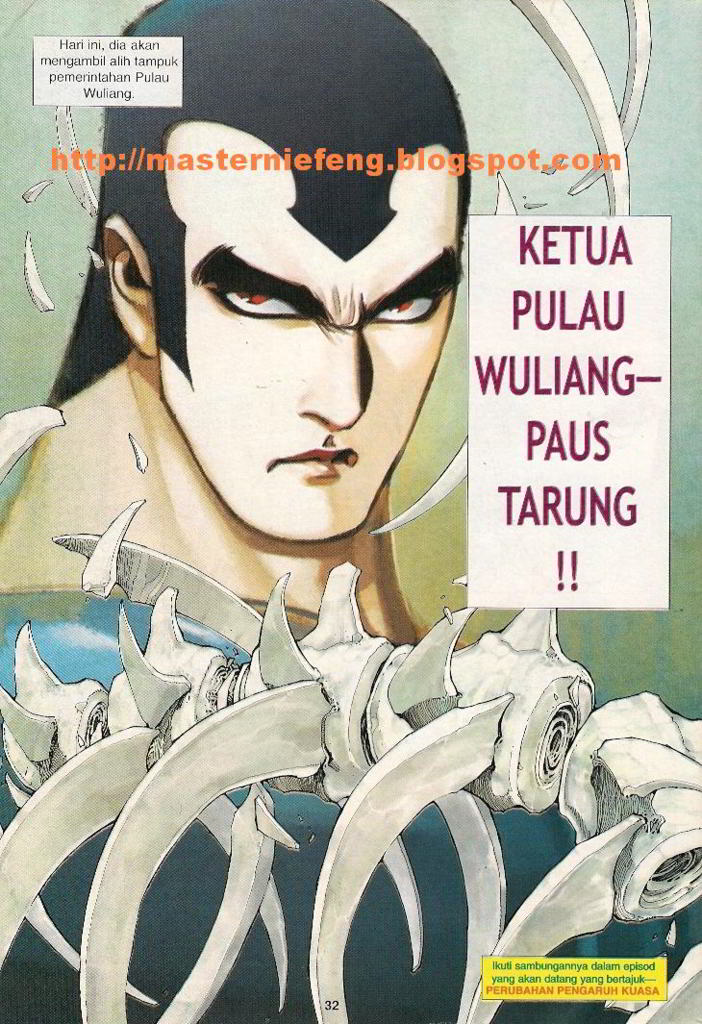 Hari ini, dia akan
mengambil alih tampuk
pemerintahan Pulau
Wuliang.
http://masterniefeng.blogspot.com
KETUA
PULAU
WULIANG—
PAUS
TARUNG
!!
Ikuti sambungannya dalam episod
yang akan datang yang bertajuk—
PERUBAHAN PENGARUH KUASA
32